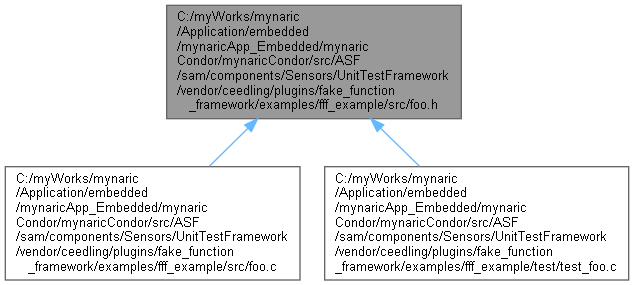 C:/myWorks/mynaric
/Application/embedded
/mynaricApp_Embedded/mynaric
Condor/mynaricCondor/src/ASF
/sam/components/Sensors/UnitTestFramework
/vendor/ceedling/plugins/fake_function
_framework/examples/fff_example/src/foo.h
C:/myWorks/mynaric
/Application/embedded
/mynaricApp_Embedded/mynaric
Condor/mynaricCondor/src/ASF
/sam/components/Sensors/UnitTestFramework
/vendor/ceedling/plugins/fake_function
_framework/examples/fff_example/src/foo.c
C:/myWorks/mynaric
/Application/embedded
/mynaricApp_Embedded/mynaric
Condor/mynaricCondor/src/ASF
/sam/components/Sensors/UnitTestFramework
/vendor/ceedling/plugins/fake_function
_framework/examples/fff_example/test/test_foo.c